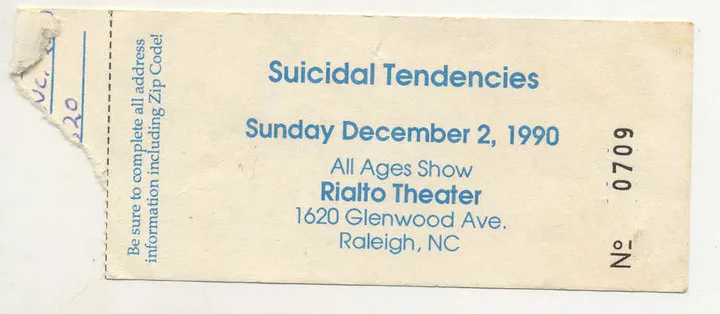 Be sure to complete all address
information including Zip Code!
Suicidal Tendencies
Sunday December 2, 1990
All Ages Show
Rialto Theater
1620 Glenwood Ave.
Raleigh, NC
Nº 0709